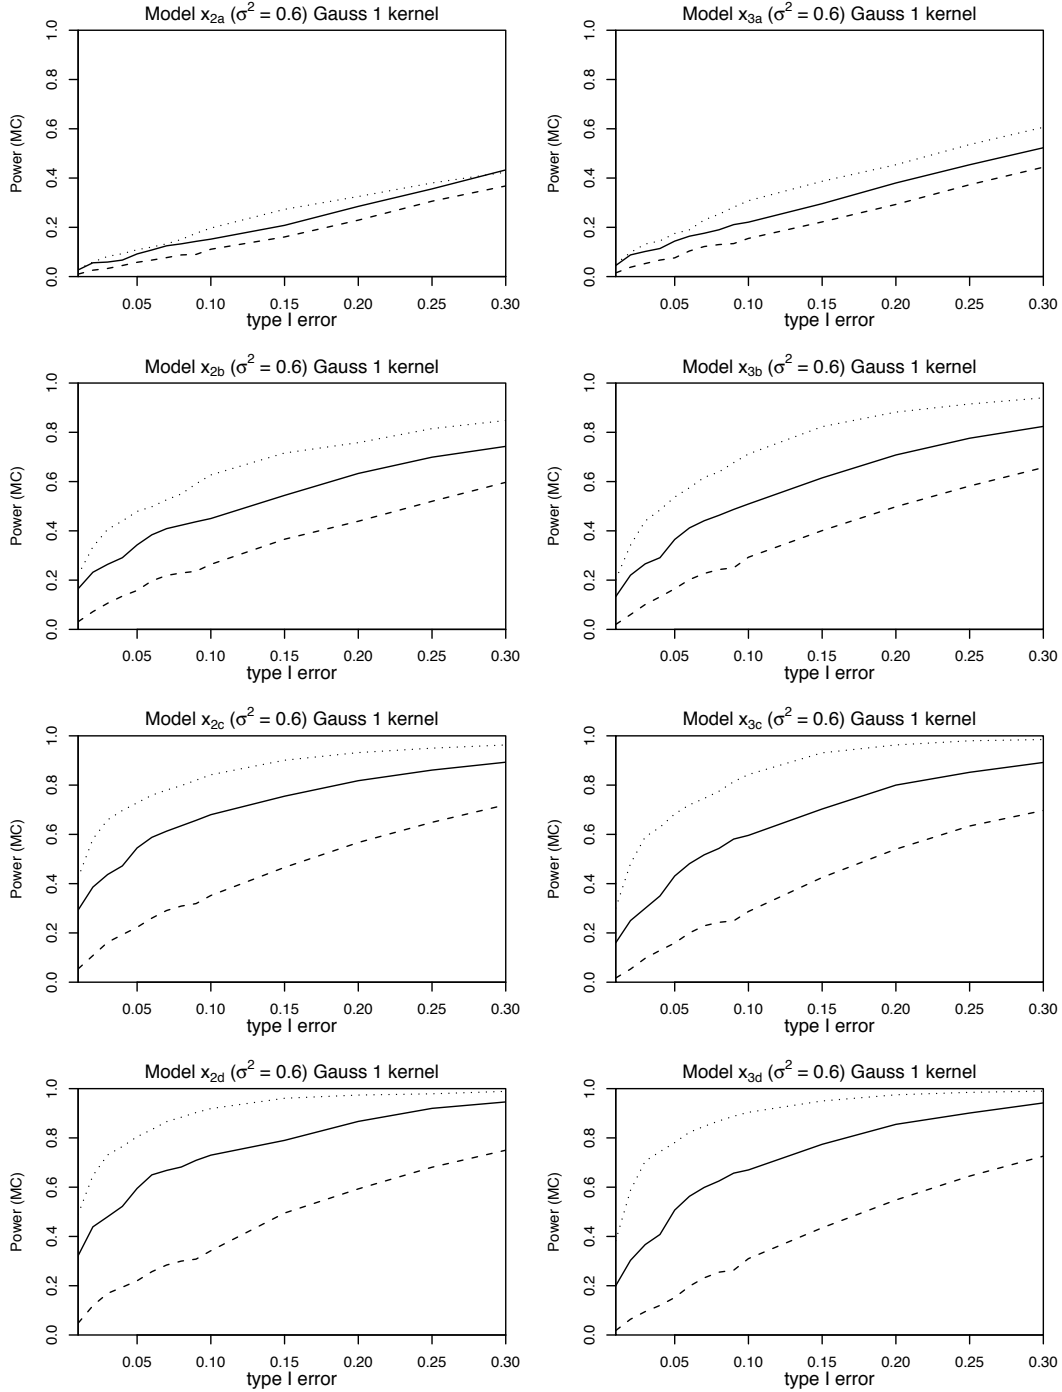 Model x2a (σ2 = 0.6) Gauss 1 kernel
Power (MC)
0.0 0.2 0.4 0.6 0.8 1.0
0.05 0.10 0.15 0.20 0.25 0.30
type I error
Model x3a (σ2 = 0.6) Gauss 1 kernel
Power (MC)
0.0 0.2 0.4 0.6 0.8 1.0
0.05 0.10 0.15 0.20 0.25 0.30
type I error
Model x2b (σ2 = 0.6) Gauss 1 kernel
Power (MC)
0.0 0.2 0.4 0.6 0.8 1.0
0.05 0.10 0.15 0.20 0.25 0.30
type I error
Model x3b (σ2 = 0.6) Gauss 1 kernel
Power (MC)
0.0 0.2 0.4 0.6 0.8 1.0
0.05 0.10 0.15 0.20 0.25 0.30
type I error
Model x2c (σ2 = 0.6) Gauss 1 kernel
Power (MC)
0.0 0.2 0.4 0.6 0.8 1.0
0.05 0.10 0.15 0.20 0.25 0.30
type I error
Model x3c (σ2 = 0.6) Gauss 1 kernel
Power (MC)
0.0 0.2 0.4 0.6 0.8 1.0
0.05 0.10 0.15 0.20 0.25 0.30
type I error
Model x2d (σ2 = 0.6) Gauss 1 kernel
Power (MC)
0.0 0.2 0.4 0.6 0.8 1.0
0.05 0.10 0.15 0.20 0.25 0.30
type I error
Model x3d (σ2 = 0.6) Gauss 1 kernel
Power (MC)
0.0 0.2 0.4 0.6 0.8 1.0
0.05 0.10 0.15 0.20 0.25 0.30
type I error